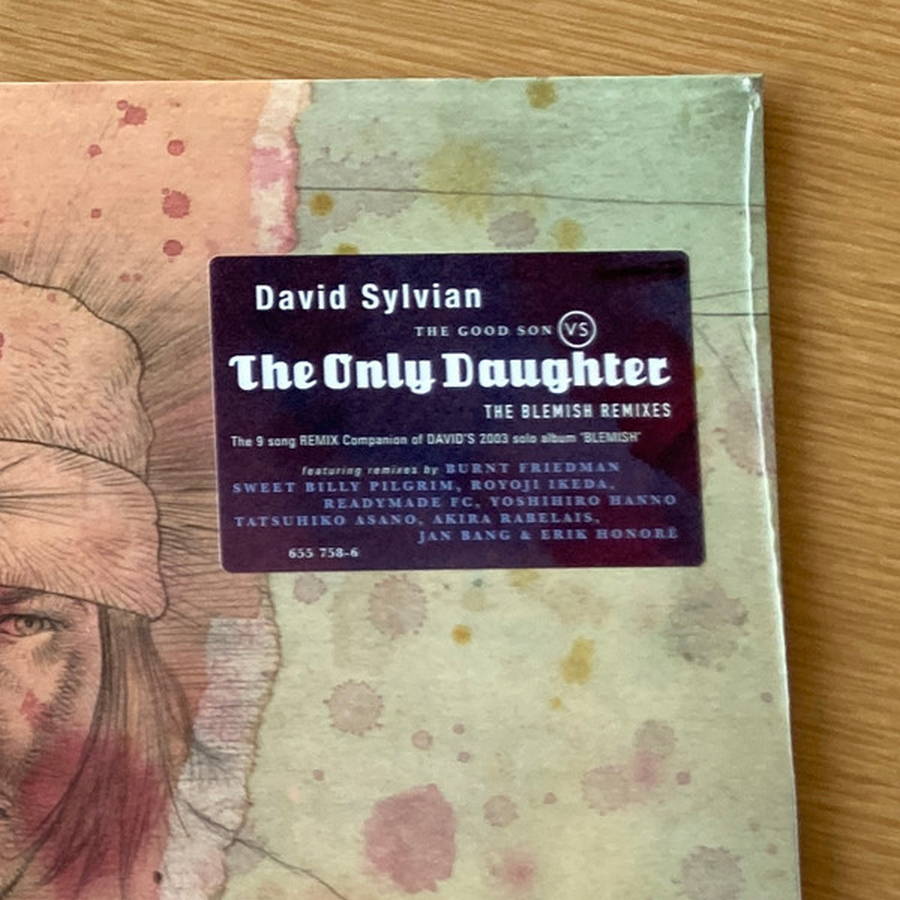 David Sylvian
THE GOOD SON VS
The Only Daughter
THE BLEMISH REMIXES
The 9 song REMIX Companion of DAVID'S 2003 solo album "BLEMISH"
featuring remixes by BURNT FRIEDMAN
SWEET BILLY PILGRIM, ROYOJI IKEDA,
READYMADE FC, YOSHIHIRO HANNO
TATSUHIKO ASANO, AKIRA RABELAIS,
JAN BANG & ERIK HONORÉ
655 758-6